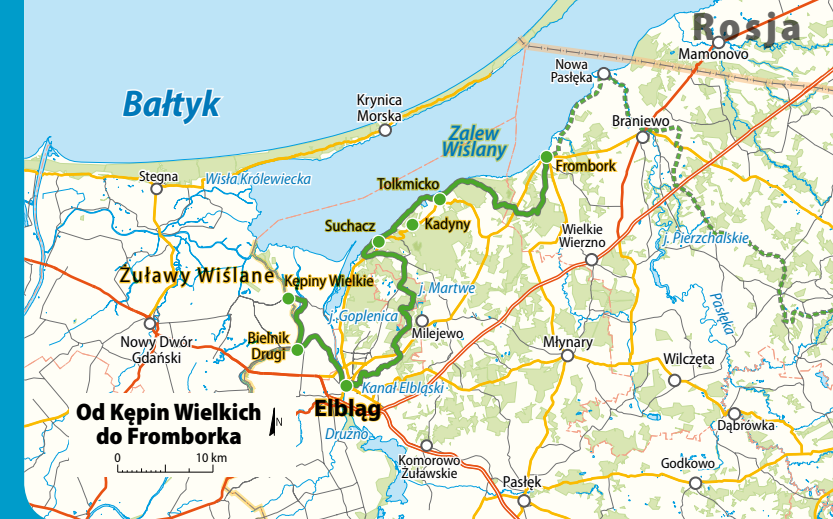 Rosja
Mamonovo
Nowa
Pasłęka
Bałtyk
Krynica
Morska
Braniewo
Zalew
Wiślany
Frombork
Stegna
Wisła Królewiecka
Tolkmicko
Kadyny
Suchacz
Wielkie
Wierzno
j. Pierzchalskie
Żuławy Wiślane
Kępiny Wielkie
j. Martwe
Pasłęka
j. Goplenica
Milejewo
Nowy Dwór
Gdański
Bielnik
Drugi
Młynary
Wilczęta
Kanał Elbląski
Elbląg
Od Kępin Wielkich
do Fromborka
N
0 10 km
Drużno
Dąbrówka
Komorowo
Żuławskie
Godkowo
Pasłęk